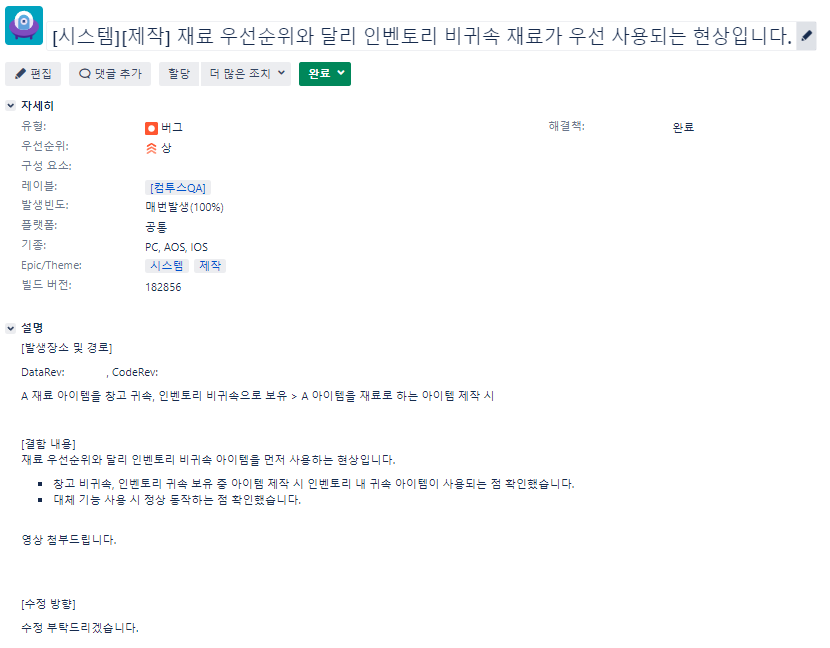 [시스템][제작] 재료 우선순위와 달리 인벤토리 비귀속 재료가 우선 사용되는 현상입니다.
편집 댓글 추가 할당 더 많은 조치 완료
자세히
유형: 버그 해결책: 완료
우선순위: 상
구성 요소:
레이블: [컴투스QA]
발생빈도: 매번발생(100%)
플랫폼: 공통
기종: PC, AOS, IOS
Epic/Theme: 시스템 제작
빌드 버전: 182856
설명
[발생장소 및 경로]
DataRev: , CodeRev:
A 재료 아이템을 창고 귀속, 인벤토리 비귀속으로 보유 > A 아이템을 재료로 하는 아이템 제작 시
[결함 내용]
재료 우선순위와 달리 인벤토리 비귀속 아이템을 먼저 사용하는 현상입니다.
창고 비귀속, 인벤토리 귀속 보유 중 아이템 제작 시 인벤토리 내 귀속 아이템이 사용되는 점 확인했습니다.
대체 기능 사용 시 정상 동작하는 점 확인했습니다.
영상 첨부드립니다.
[수정 방향]
수정 부탁드리겠습니다.